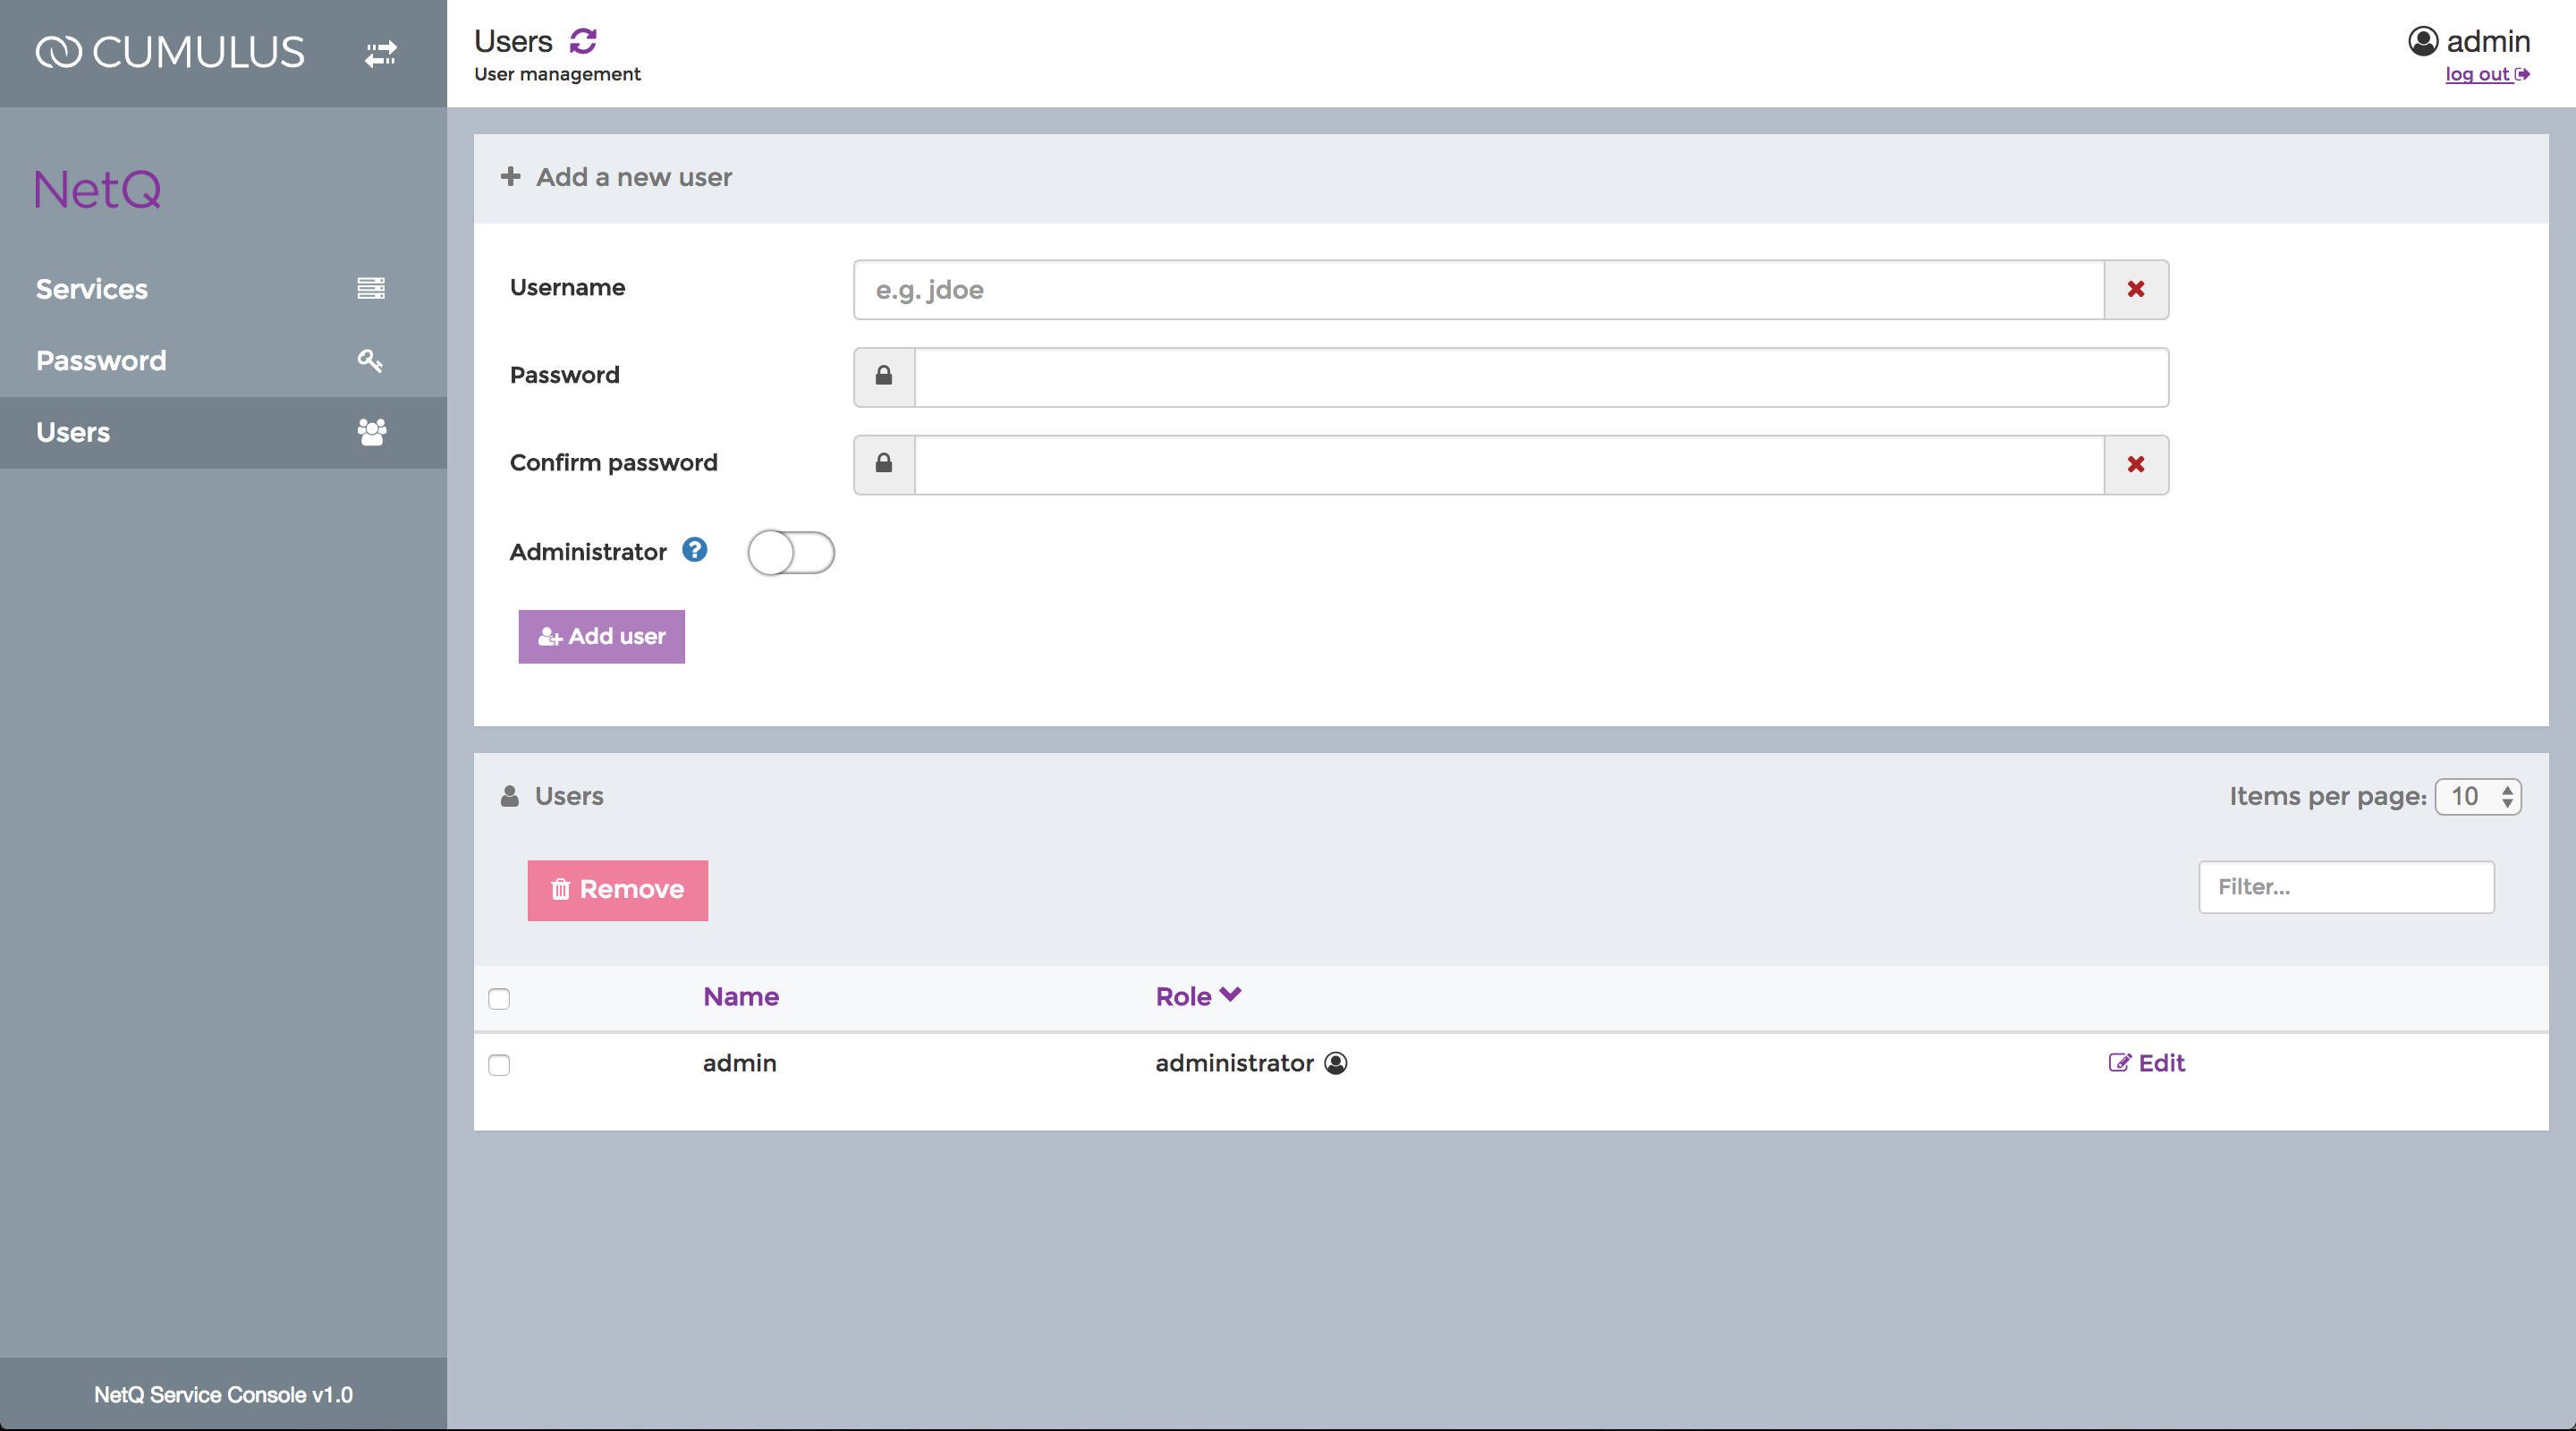 CUMULUS
NetQ
Services
Password
Users
NetQ Service Console v1.0
Users
User management
admin
log out
Add a new user
Username
e.g. jdoe
Password
Confirm password
Administrator
Add user
Users
Items per page: 10
Remove
Filter...
Name Role
admin administrator Edit